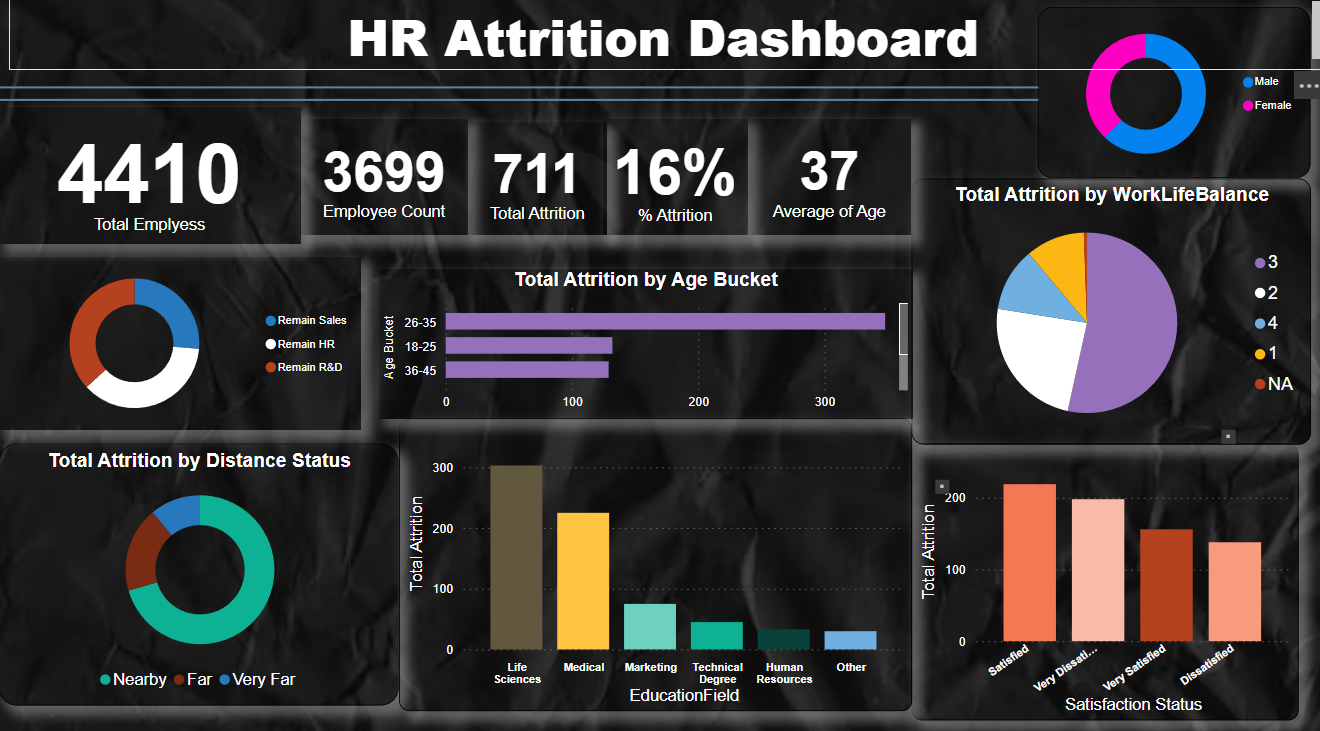 HR Attrition Dashboard
Male
Female
4410
Total Emplyess
3699
Employee Count
711
Total Attrition
16%
% Attrition
37
Average of Age
Total Attrition by WorkLifeBalance
3
2
4
1
NA
Remain Sales
Remain HR
Remain R&D
Total Attrition by Age Bucket
Age Bucket
26-35
18-25
36-45
0
100
200
300
Total Attrition by Distance Status
Nearby
Far
Very Far
Total Attrition
300
200
100
0
Life
Sciences
Medical
Marketing
Technical
Degree
Human
Resources
Other
EducationField
Total Attrition
200
100
0
Satisfied
Very Dissati...
Very Satisfied
Dissatisfied
Satisfaction Status